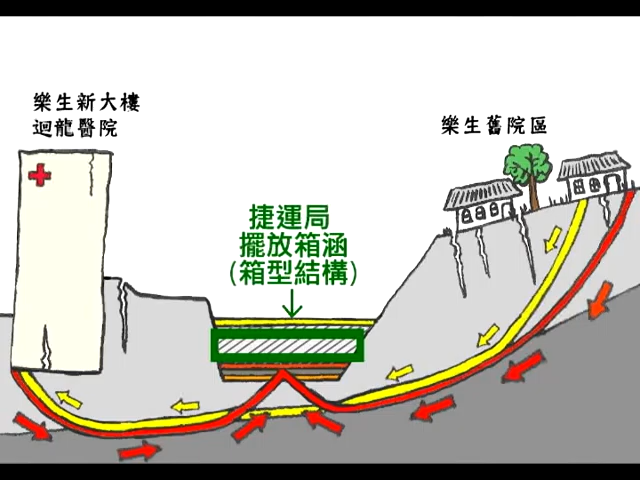 樂生新大樓
迴龍醫院
樂生舊院區
捷運局
擺放箱涵
(箱型結構)